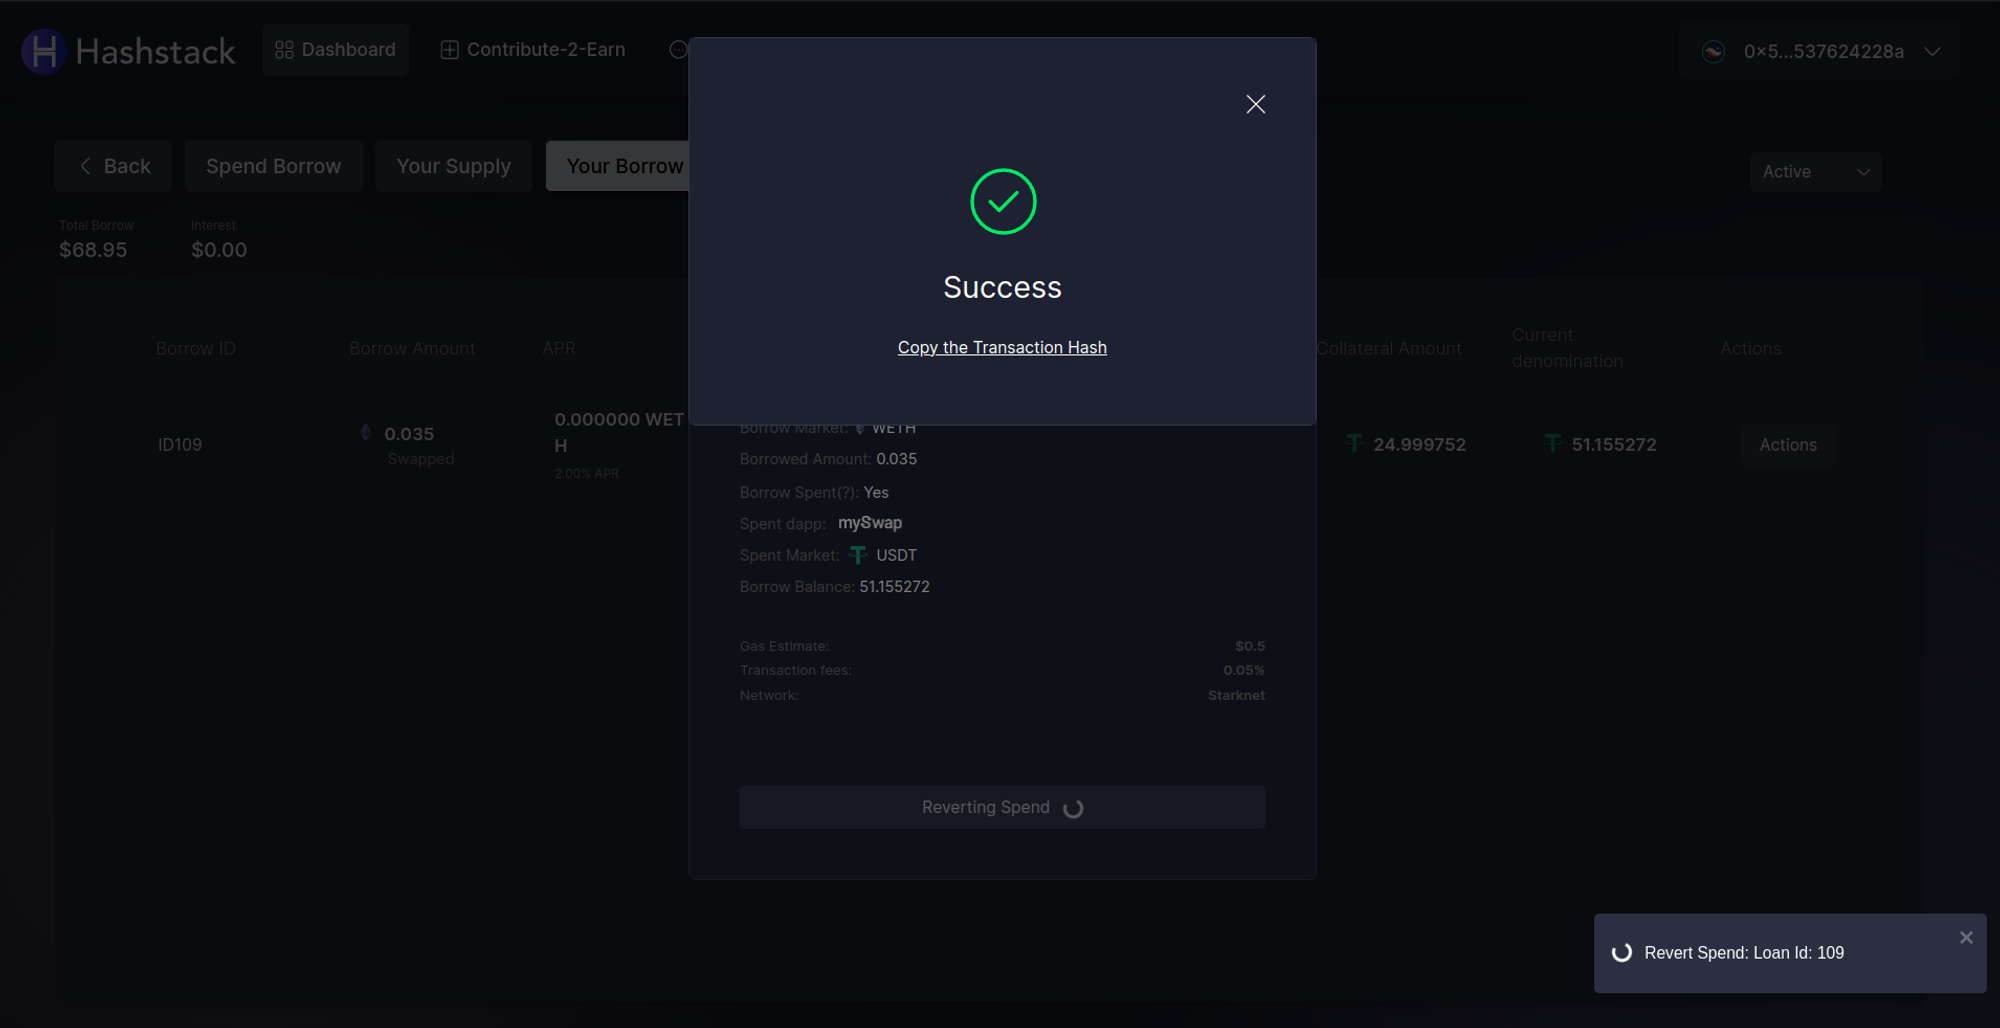 Hashstack
Dashboard
Contribute-2-Earn
0x5...537624228a
Back
Spend Borrow
Your Supply
Your Borrow
Active
Total Borrow
$68.95
Interest
$0.00
Success
Copy the Transaction Hash
Borrow ID
Borrow Amount
APR
Collateral Amount
Current
denomination
Actions
ID109
0.035
Swapped
0.000000 WET
H
2.00% APR
24.999752
51.155272
Actions
Borrow Market: WETH
Borrowed Amount: 0.035
Borrow Spent(?): Yes
Spent dapp: mySwap
Spent Market: USDT
Borrow Balance: 51.155272
Gas Estimate: $0.5
Transaction fees: 0.05%
Network: Starknet
Reverting Spend
Revert Spend: Loan Id: 109